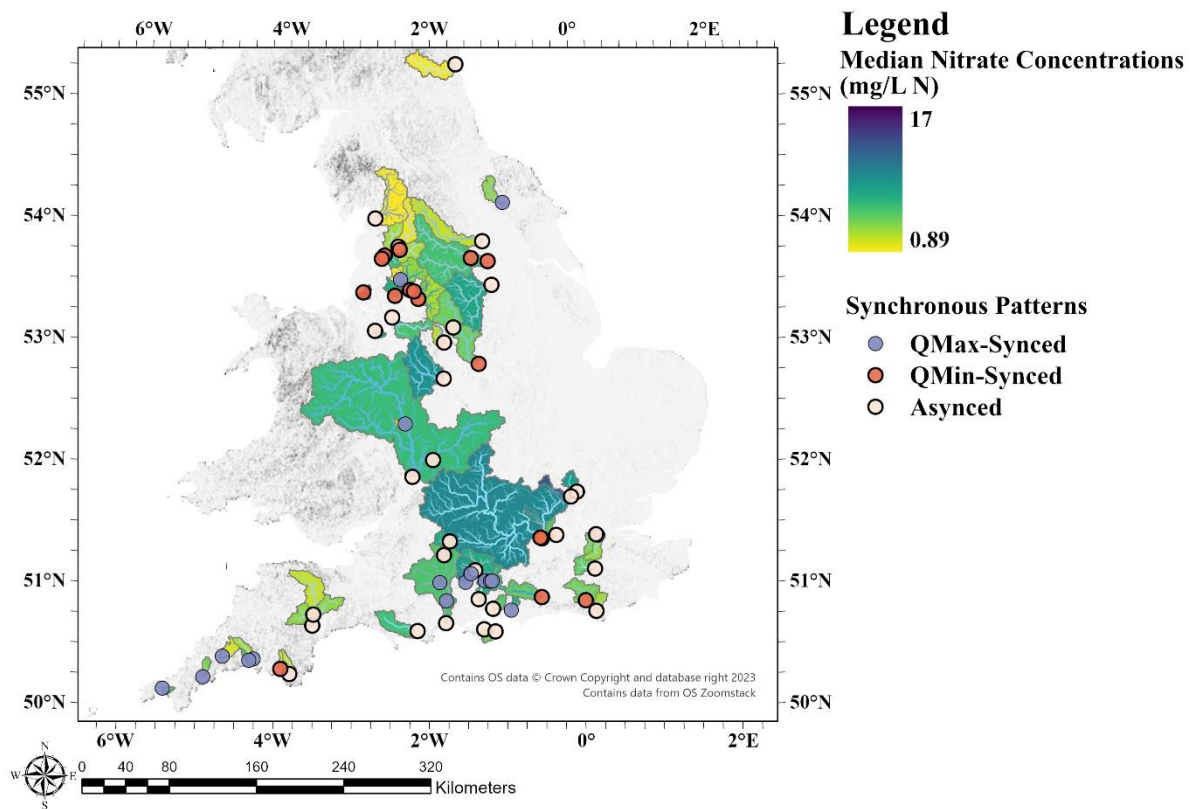 6°W 4°W 2°W 0°
Legend
Median Nitrate Concentrations
(mg/L N)
17
0.89
Synchronous Patterns
QMax-Synced
QMin-Synced
Asynced
55°N 55°N
54°N 54°N
53°N 53°N
52°N 52°N
51°N 51°N
50°N 50°N
Contains OS data © Crown Copyright and database right 2023
Contains data from OS Zoomstack
6°W 4°W 2°W 0° 2°E
N
W E
S
0 40 80 160 240 320
Kilometers